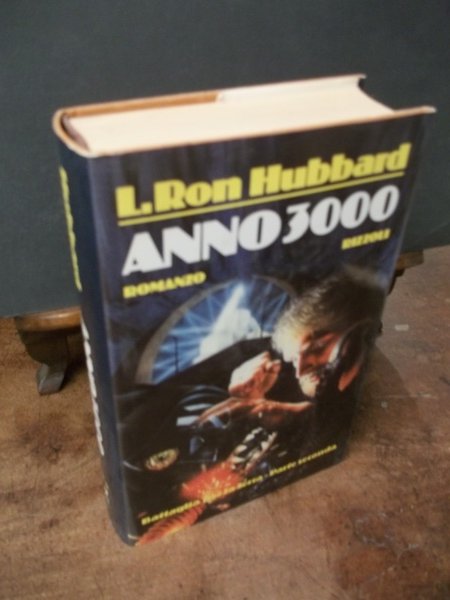 L. Ron Hubbard
ANNO 3000
ROMANZO
RIZZOLI
Battaglia per la terra - Parte seconda